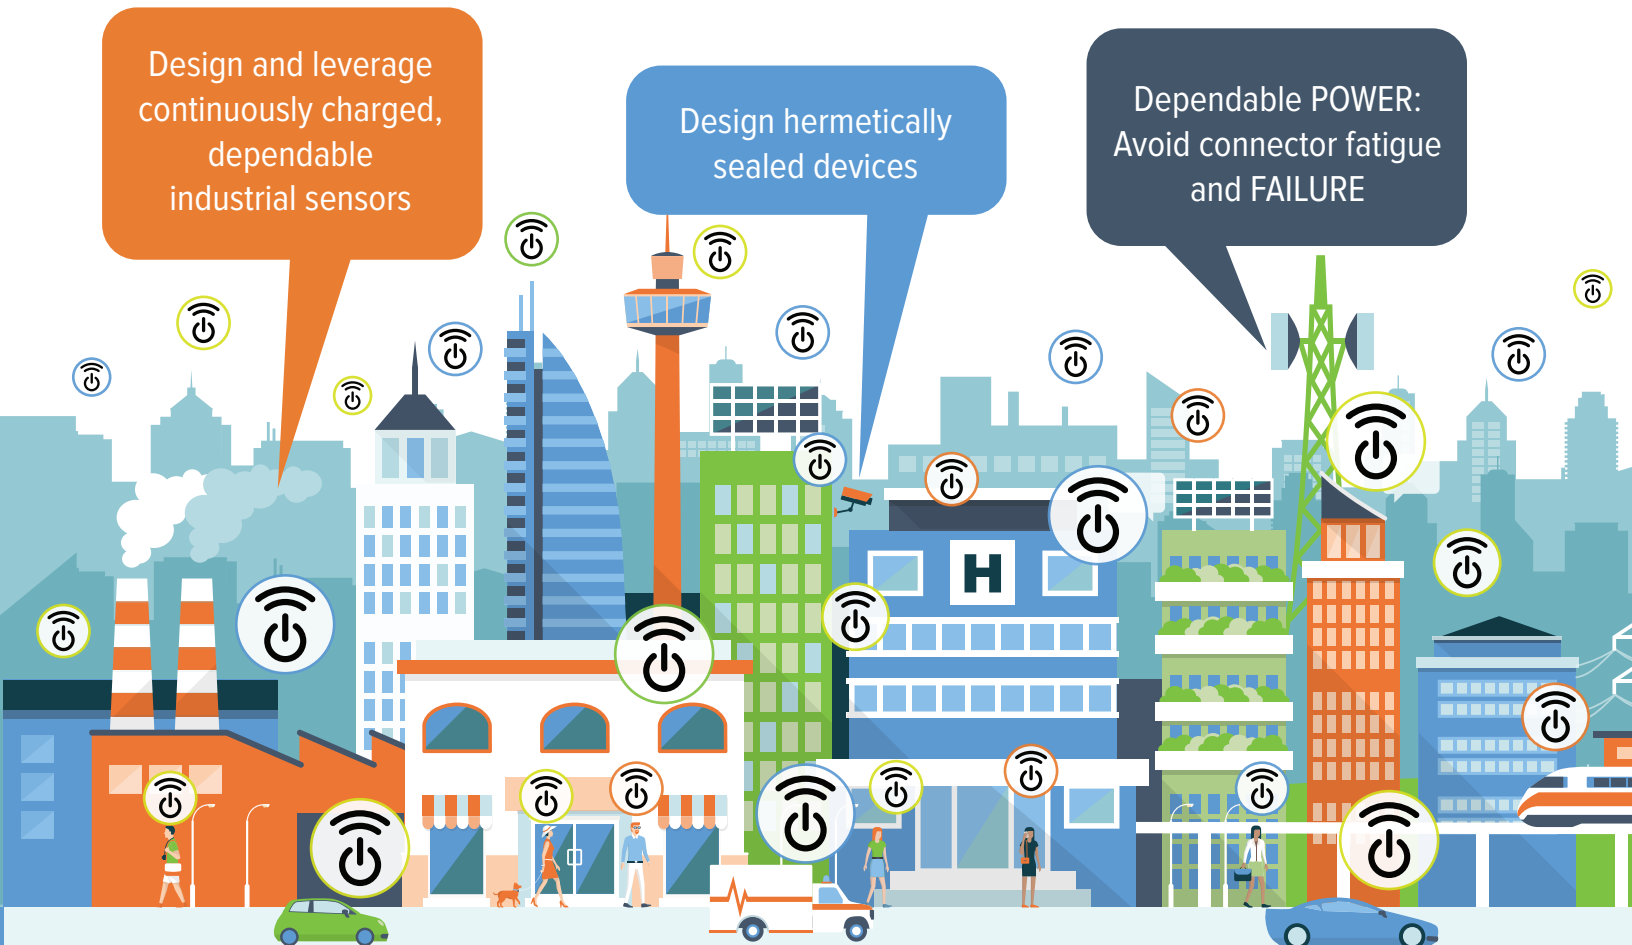 Design and leverage
continuously charged,
dependable
industrial sensors
Design hermetically
sealed devices
Dependable POWER:
Avoid connector fatigue
and FAILURE
H